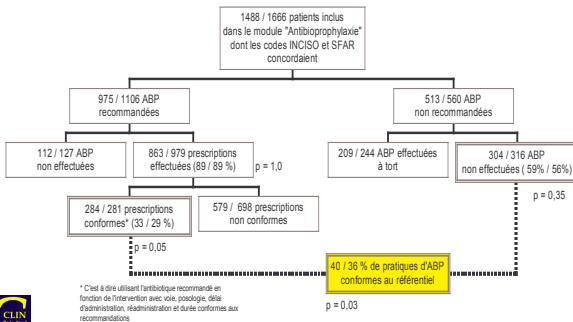 1488 / 1666 patients inclus
dans le module "Antibioprophylaxie"
dont les codes INCISO et SFAR
concordaient
975 / 1106 ABP
recommandées
513 / 560 ABP
non recommandées
112 / 127 ABP
non effectuées
863 / 979 prescriptions
effectuées (89 / 89 %)
p = 1,0
209 / 244 ABP effectuées
à tort
304 / 316 ABP
non effectuées ( 59% / 56%)
p = 0,35
284 / 281 prescriptions
conformes* (33 / 29 %)
579 / 698 prescriptions
non conformes
p = 0,05
40 / 36 % de pratiques d'ABP
conformes au référentiel
p = 0,03
* C'est à dire utilisant l'antibiotique recommandé en
fonction de l'intervention avec voie, posologie, délai
d'administration, réadministration et durée conformes aux
recommandations
CLIN